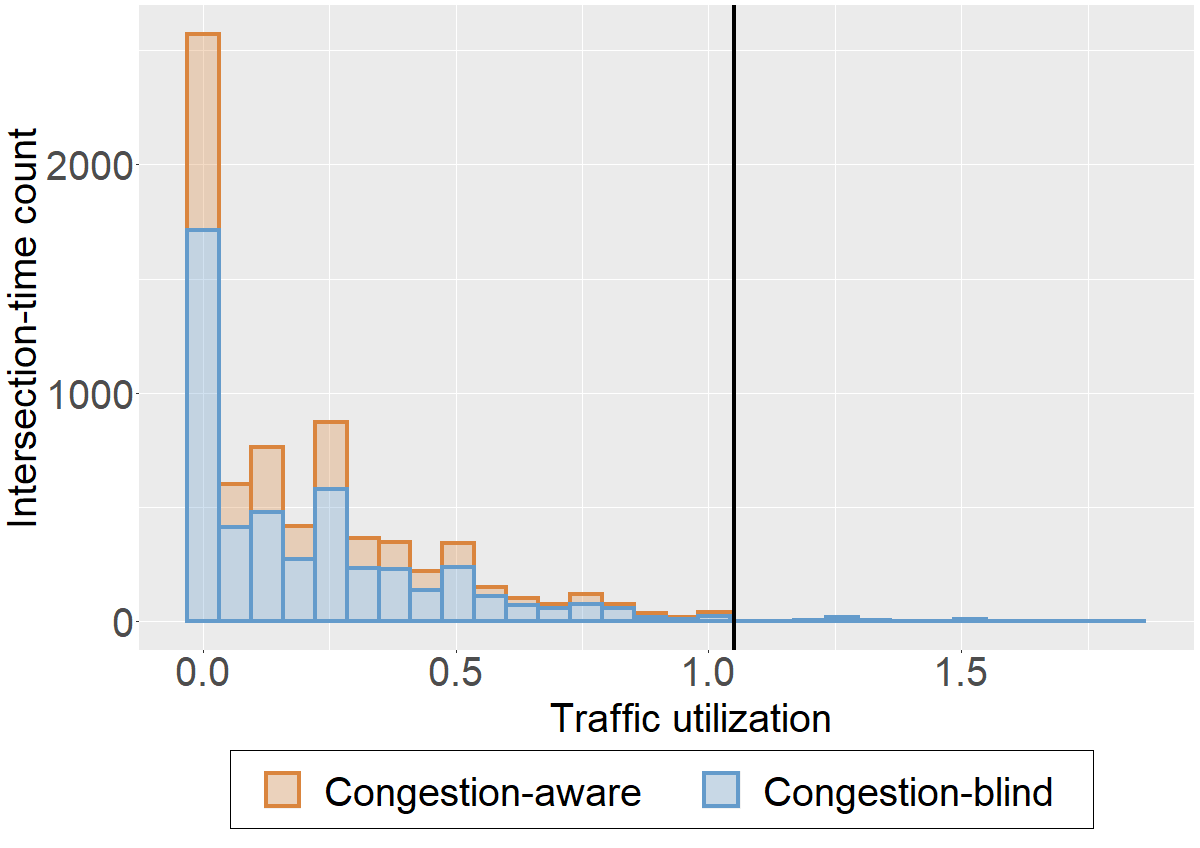 Intersection-time count
2000
1000
0
0.0 0.5 1.0 1.5
Traffic utilization
Congestion-aware Congestion-blind